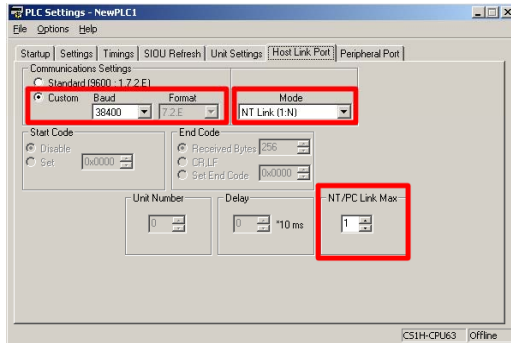 PLC Settings - NewPLC1
File Options Help
Startup Settings Timings SIOU Refresh Unit Settings Host Link Port Peripheral Port
Communications Settings
Standard (9600 ; 1,7,2,E)
Custom Baud Format Mode
38400 7,2,E NT Link (1:N)
Start Code End Code
Disable Received Bytes 256
Set 0x0000 CR,LF
Set End Code 0x0000
Unit Number Delay NT/PC Link Max
0 0 *10 ms 1
CS1H-CPU63 Offline